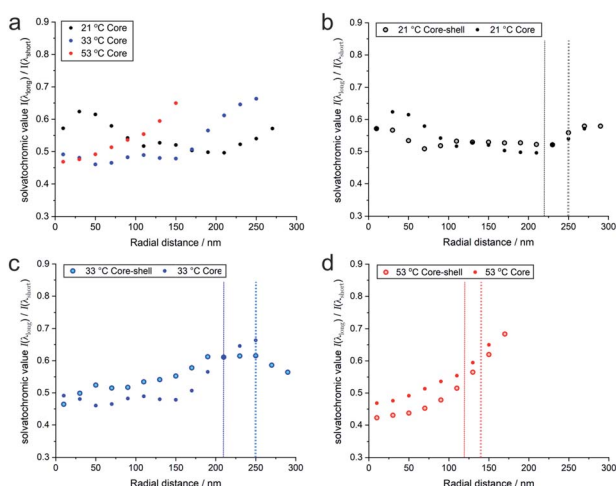 a
21 °C Core
33 °C Core
53 °C Core
solvatochromic value I(λlong) / I(λshort)
0.9
0.8
0.7
0.6
0.5
0.4
0.3
0 50 100 150 200 250 300
Radial distance / nm
b
21 °C Core-shell 21 °C Core
solvatochromic value I(λlong) / I(λshort)
0.9
0.8
0.7
0.6
0.5
0.4
0.3
0 50 100 150 200 250 300
Radial distance / nm
c
33 °C Core-shell 33 °C Core
solvatochromic value I(λlong) / I(λshort)
0.9
0.8
0.7
0.6
0.5
0.4
0.3
0 50 100 150 200 250 300
Radial distance / nm
d
53 °C Core-shell 53 °C Core
solvatochromic value I(λlong) / I(λshort)
0.9
0.8
0.7
0.6
0.5
0.4
0.3
0 50 100 150 200 250 300
Radial distance / nm